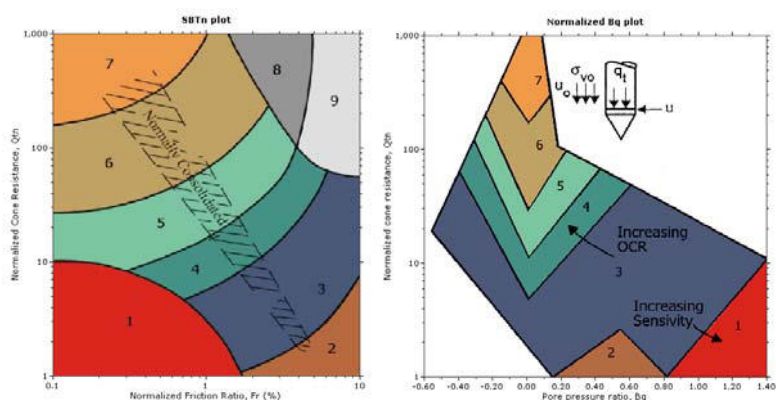 SBTn plot
Normalized Cone Resistance, Qtn
1,000
100
10
1
7
8
9
6
5
4
3
1
2
Normally Consolidated
0.1
1
10
Normalized Friction Ratio, Fr (%)
Normalized Bq plot
Normalized cone resistance, Qtn
1,000
100
10
1
7
6
5
4
3
2
1
u₀
σvo
qt
u
Increasing
OCR
Increasing
Sensivity
-0.60
-0.40
-0.20
0.00
0.20
0.40
0.60
0.80
1.00
1.20
1.40
Pore pressure ratio, Bq